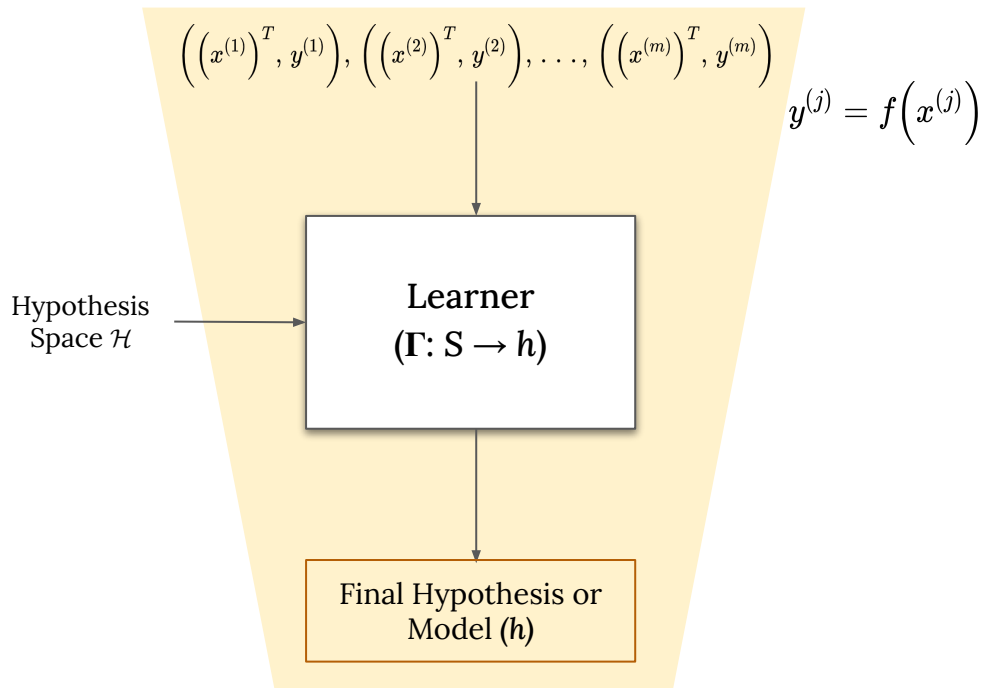 ((x^(1))^T, y^(1)), ((x^(2))^T, y^(2)), . . . , ((x^(m))^T, y^(m))
y^(j) = f(x^(j))
Learner
(Γ: S → h)
Hypothesis
Space ℋ
Final Hypothesis or
Model (h)